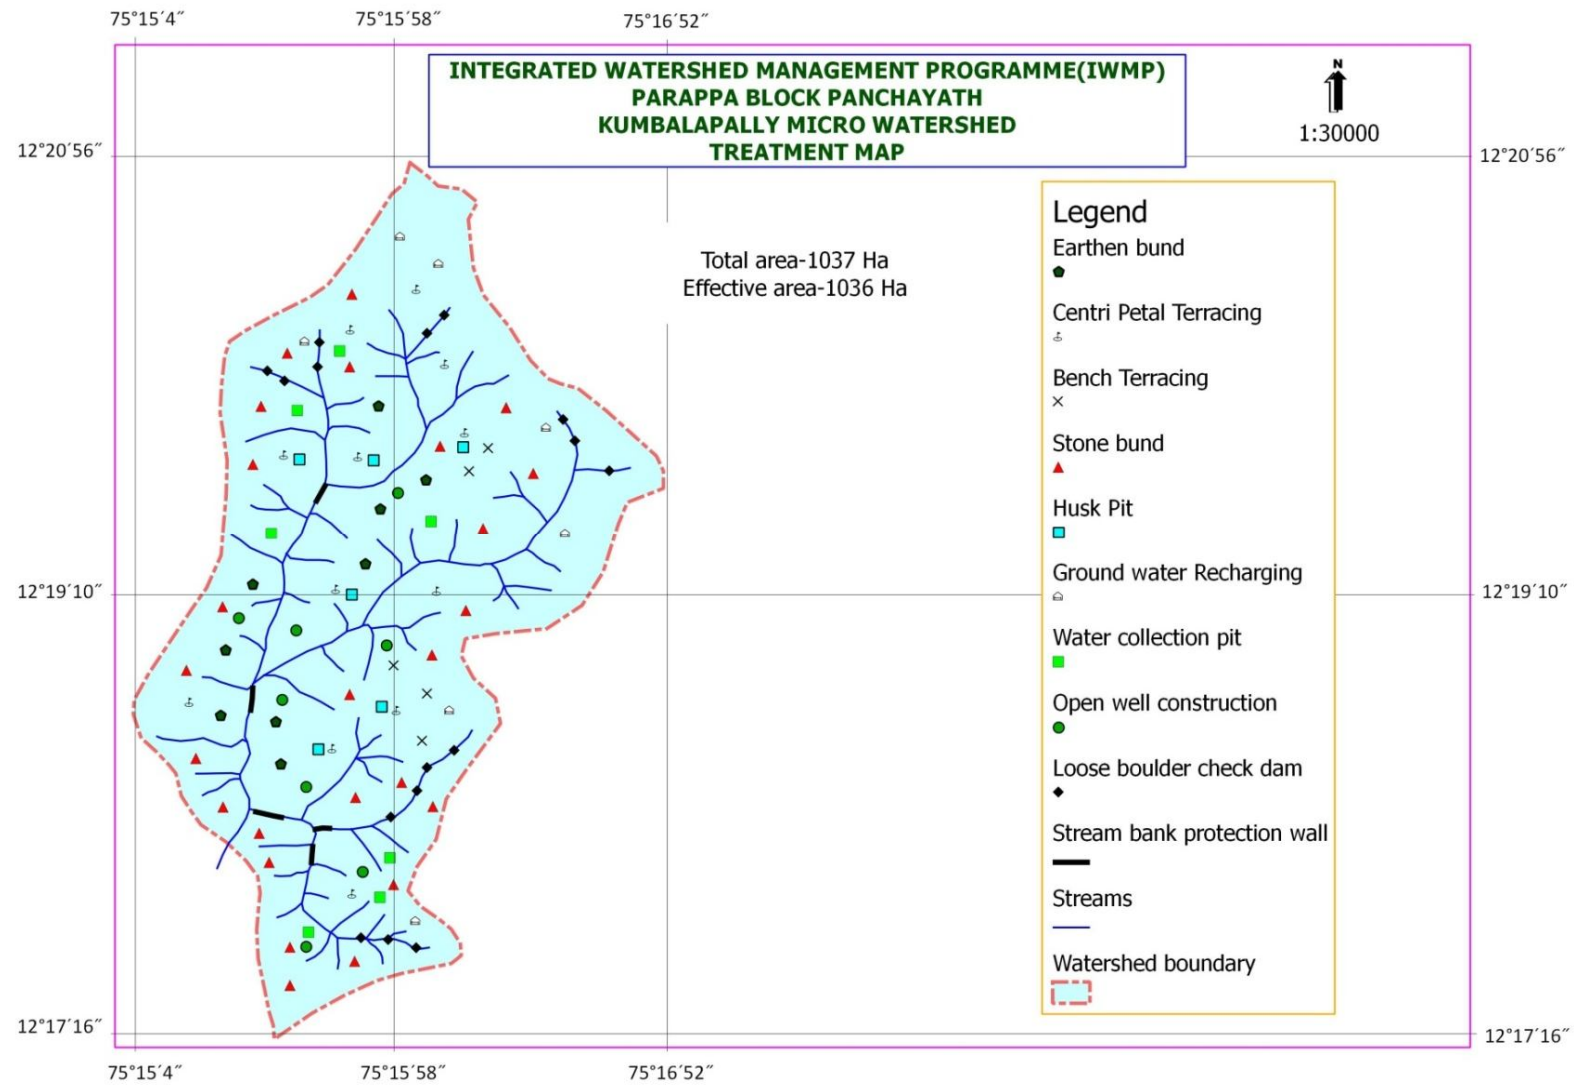 75°15´4˝ 75°15´58˝ 75°16´52˝
INTEGRATED WATERSHED MANAGEMENT PROGRAMME(IWMP)
PARAPPA BLOCK PANCHAYATH
KUMBALAPALLY MICRO WATERSHED
TREATMENT MAP
N
1:30000
12°20´56˝ 12°20´56˝
Total area-1037 Ha
Effective area-1036 Ha
Legend
Earthen bund
Centri Petal Terracing
Bench Terracing
Stone bund
Husk Pit
Ground water Recharging
Water collection pit
Open well construction
Loose boulder check dam
Stream bank protection wall
Streams
Watershed boundary
12°19´10˝ 12°19´10˝
12°17´16˝ 12°17´16˝
75°15´4˝ 75°15´58˝ 75°16´52˝